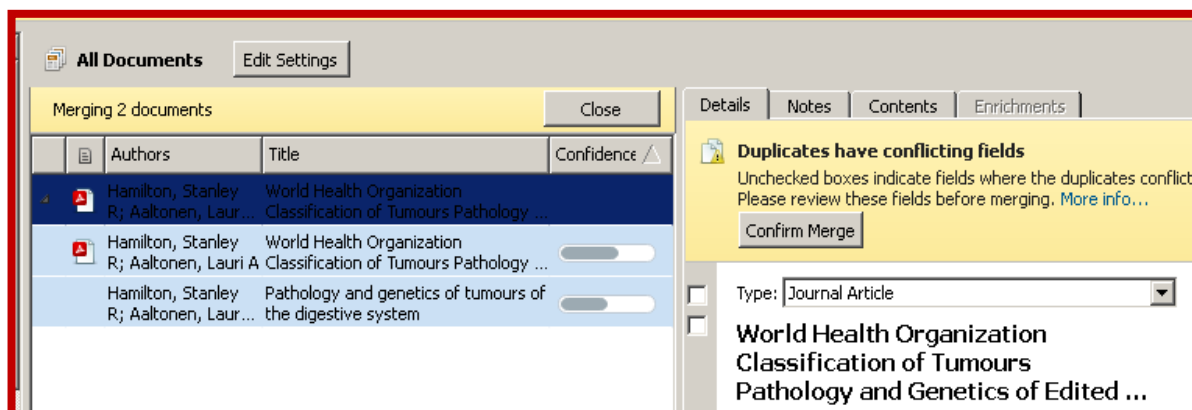 All Documents Edit Settings
Merging 2 documents Close
Authors Title Confidence
Hamilton, Stanley World Health Organization
R; Aaltonen, Laur... Classification of Tumours Pathology ...
Hamilton, Stanley World Health Organization
R; Aaltonen, Lauri A Classification of Tumours Pathology ...
Hamilton, Stanley Pathology and genetics of tumours of
R; Aaltonen, Laur... the digestive system
Details Notes Contents Enrichments
Duplicates have conflicting fields
Unchecked boxes indicate fields where the duplicates conflict
Please review these fields before merging. More info...
Confirm Merge
Type: Journal Article
World Health Organization
Classification of Tumours
Pathology and Genetics of Edited ...